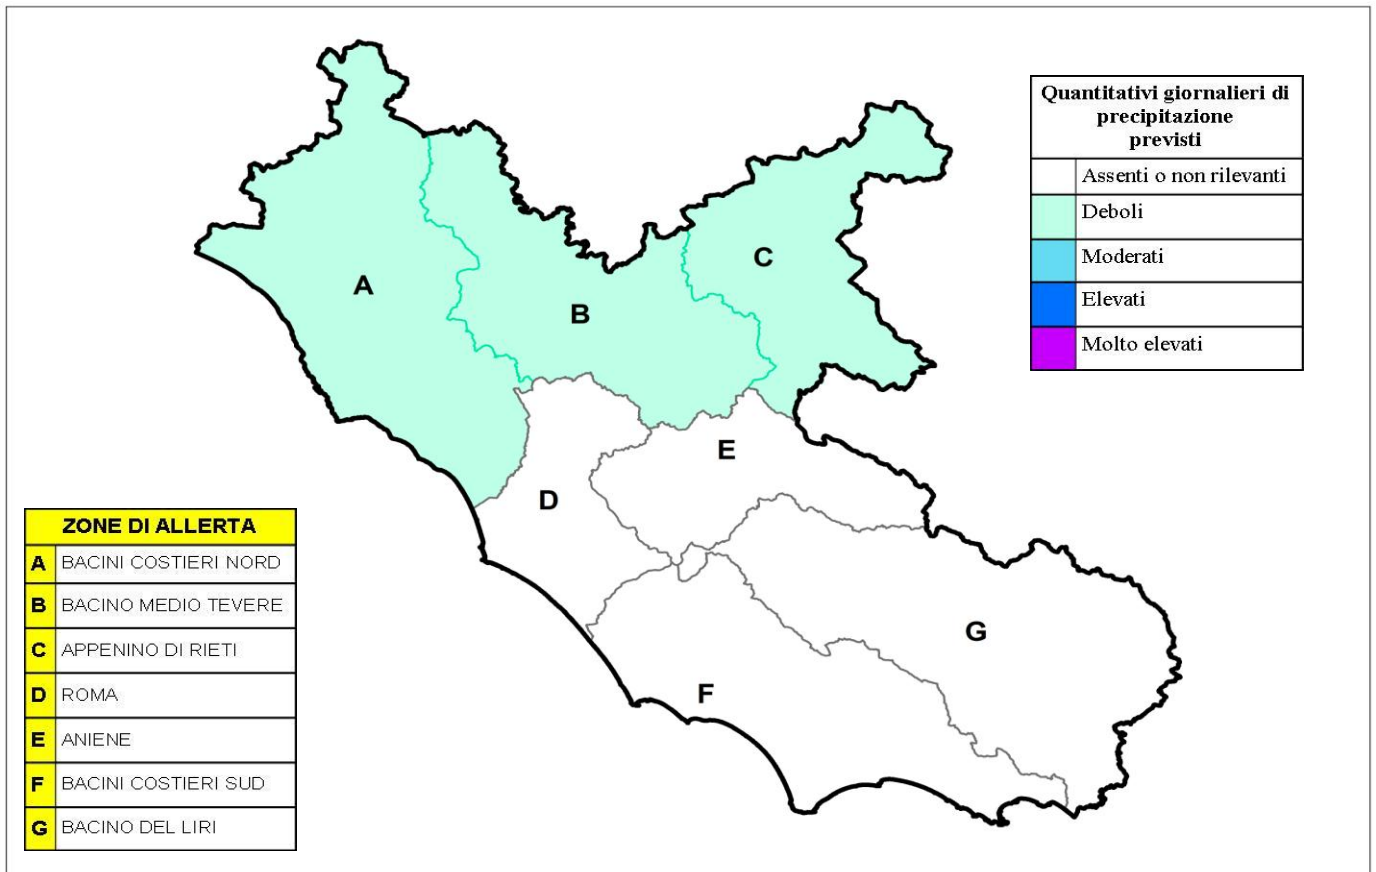 Quantitativi giornalieri di
precipitazione
previsti
Assenti o non rilevanti
Deboli
Moderati
Elevati
Molto elevati
A
B
C
D
E
F
G
ZONE DI ALLERTA
A BACINI COSTIERI NORD
B BACINO MEDIO TEVERE
C APPENINO DI RIETI
D ROMA
E ANIENE
F BACINI COSTIERI SUD
G BACINO DEL LIRI